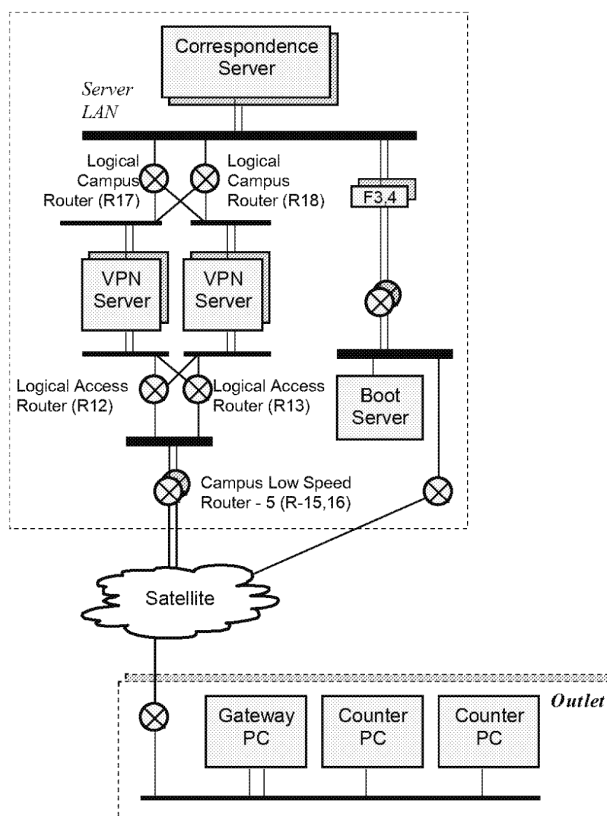 Correspondence
Server
Server
LAN
Logical
Campus
Router (R17)
Logical
Campus
Router (R18)
F3,4
VPN
Server
VPN
Server
Logical Access
Router (R12)
Logical Access
Router (R13)
Boot
Server
Campus Low Speed
Router - 5 (R-15,16)
Satellite
Outlet
Gateway
PC
Counter
PC
Counter
PC